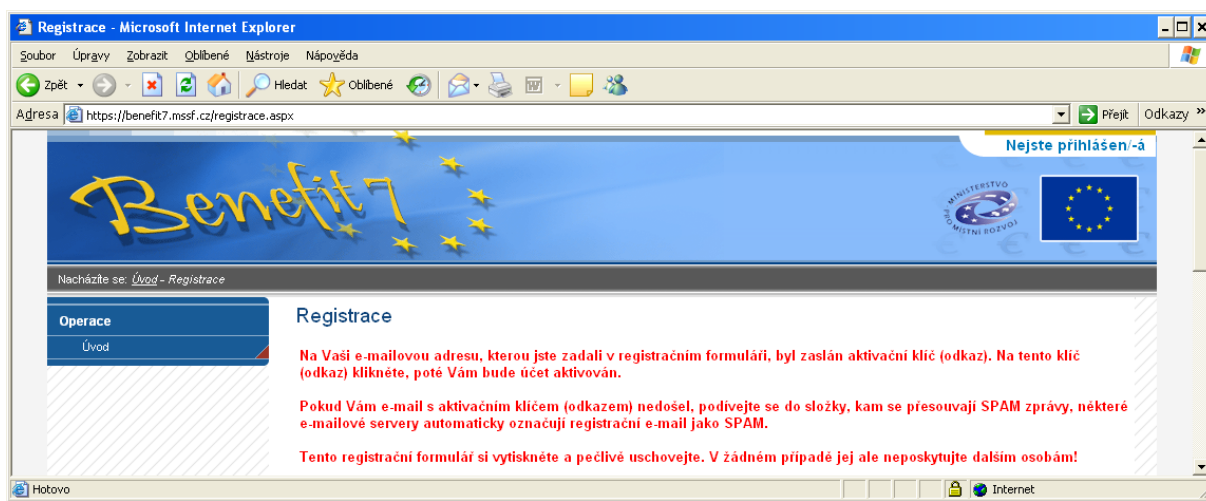 Registrace - Microsoft Internet Explorer
Soubor Úpravy Zobrazit Oblíbené Nástroje Nápověda
Zpět Hledat Oblíbené
Adresa https://benefit7.mssf.cz/registrace.aspx Přejít Odkazy »
Nejste přihlášen/-á
Benefit7
MINISTERSTVO
PRO MÍSTNÍ ROZVOJ
Nacházíte se: Úvod - Registrace
Operace
Úvod
Registrace
Na Vaši e-mailovou adresu, kterou jste zadali v registračním formuláři, byl zaslán aktivační klíč (odkaz). Na tento klíč
(odkaz) klikněte, poté Vám bude účet aktivován.
Pokud Vám e-mail s aktivačním klíčem (odkazem) nedošel, podívejte se do složky, kam se přesouvají SPAM zprávy, některé
e-mailové servery automaticky označují registrační e-mail jako SPAM.
Tento registrační formulář si vytiskněte a pečlivě uschovejte. V žádném případě jej ale neposkytujte dalším osobám!
Hotovo Internet